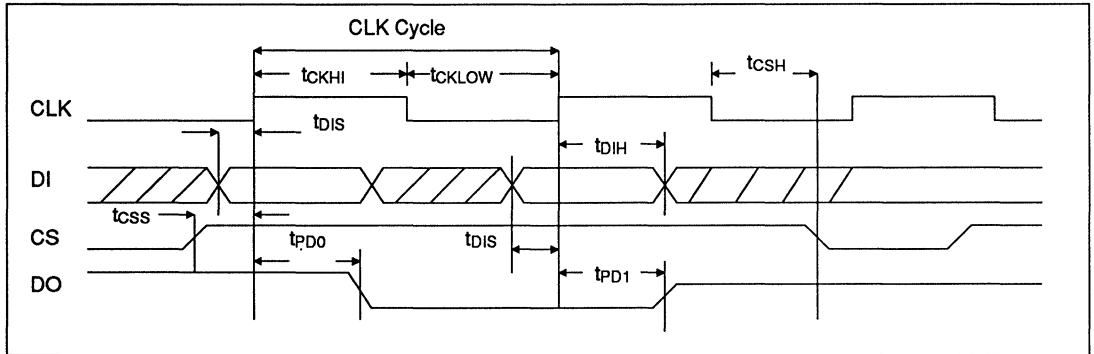 CLK Cycle
tCKHI
tCKLOW
tCSH
CLK
tDIS
tDIH
DI
tCSS
CS
tPD0
tDIS
DO
tPD1